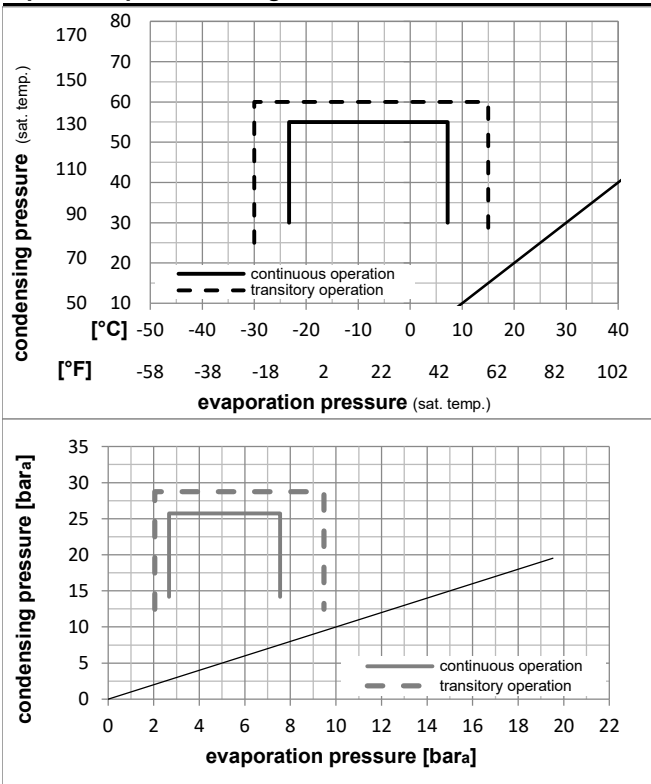 condensing pressure (sat. temp.)
170 80
150 70
130 60
110 50
90 40
70 30
20
50 10
continuous operation
transitory operation
[°C] -50 -40 -30 -20 -10 0 10 20 30 40
[°F] -58 -38 -18 2 22 42 62 82 102
evaporation pressure (sat. temp.)
condensing pressure [bara]
35
30
25
20
15
10
5
0
continuous operation
transitory operation
0 2 4 6 8 10 12 14 16 18 20 22
evaporation pressure [bara]